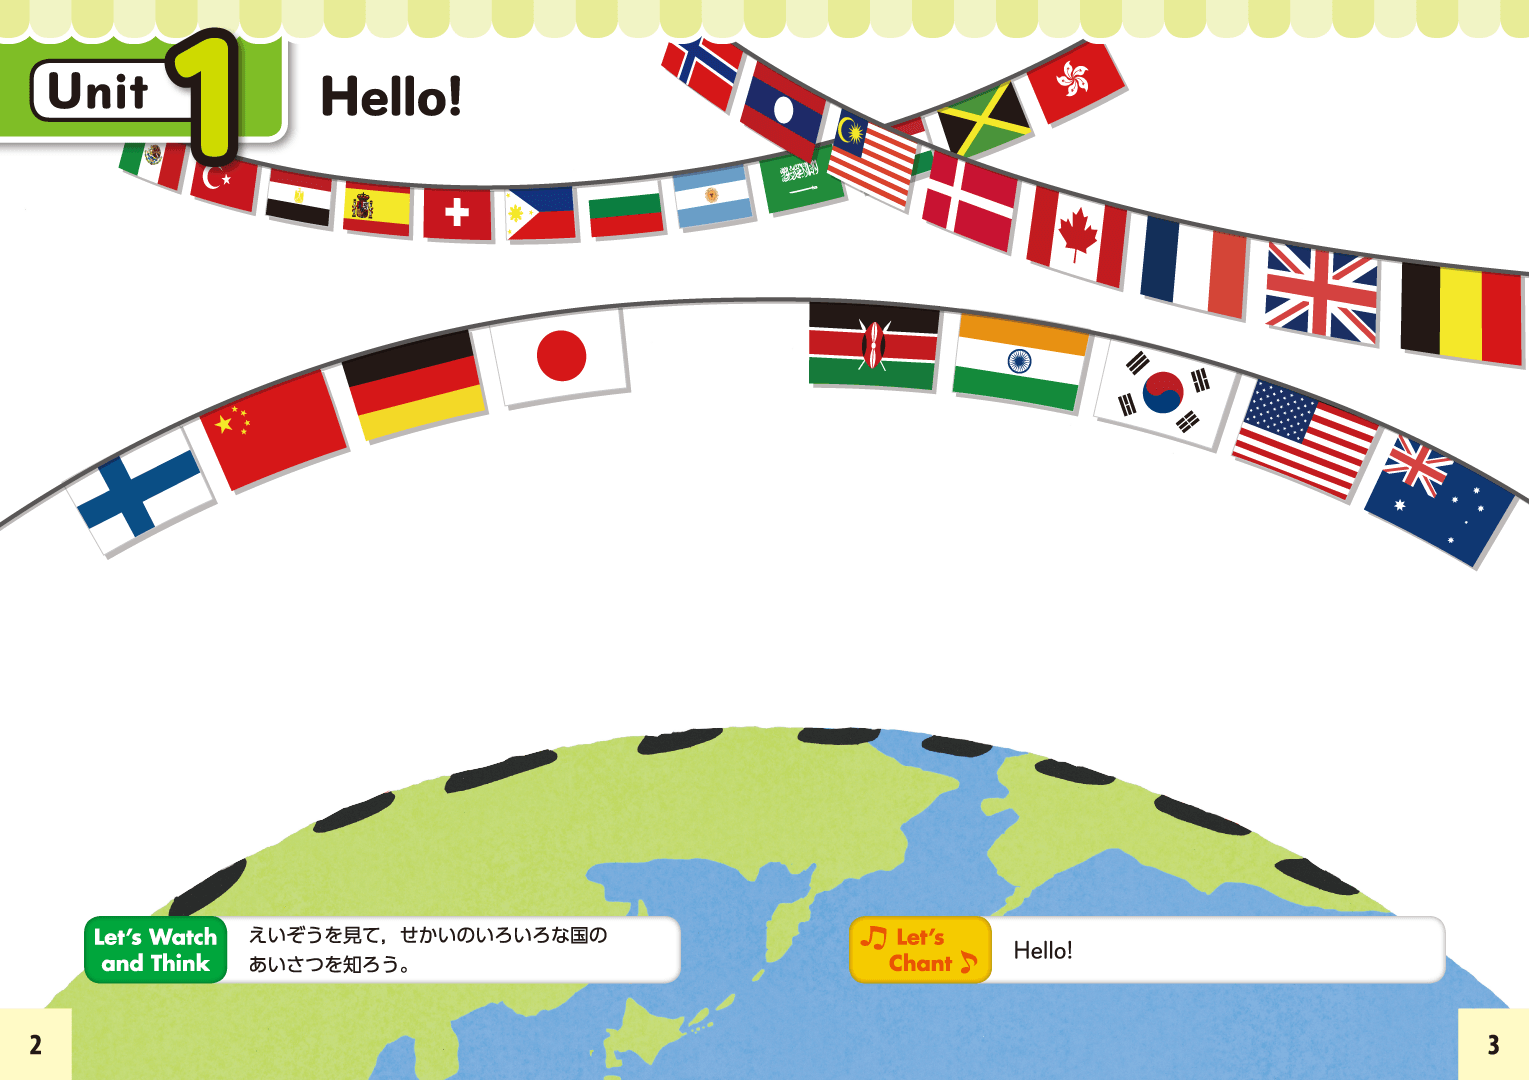 Unit 1
Hello!
Let's Watch
and Think
えいぞうを見て，せかいのいろいろな国の
あいさつを知ろう。
Let's
Chant
Hello!
2
3